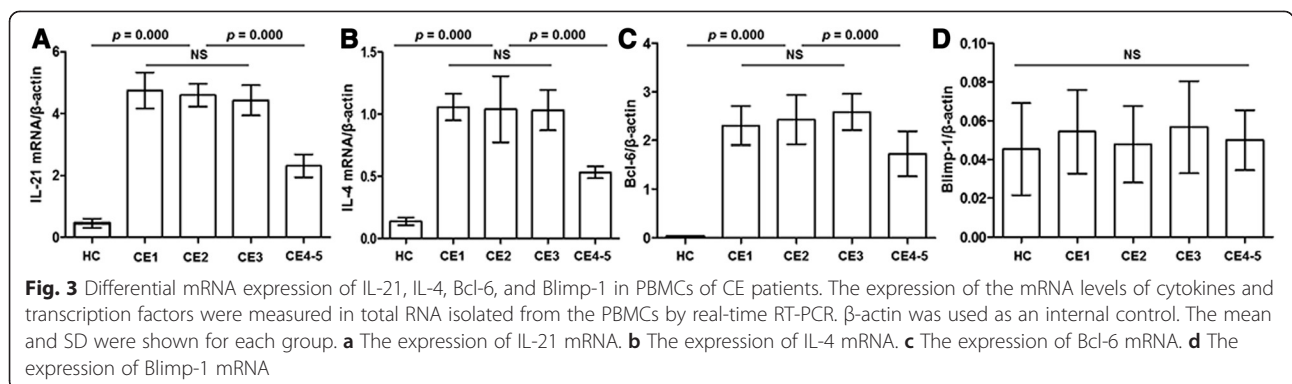 A
p = 0.000 p = 0.000
NS
IL-21 mRNA/β-actin
6
4
2
0
HC CE1 CE2 CE3 CE4-5
B
p = 0.000 p = 0.000
NS
IL-4 mRNA/β-actin
1.5
1.0
0.5
0.0
HC CE1 CE2 CE3 CE4-5
C
p = 0.000 p = 0.000
NS
Bcl-6/β-actin
4
3
2
1
0
HC CE1 CE2 CE3 CE4-5
D
NS
Blimp-1/β-actin
0.10
0.08
0.06
0.04
0.02
0.00
HC CE1 CE2 CE3 CE4-5
Fig. 3 Differential mRNA expression of IL-21, IL-4, Bcl-6, and Blimp-1 in PBMCs of CE patients. The expression of the mRNA levels of cytokines and
transcription factors were measured in total RNA isolated from the PBMCs by real-time RT-PCR. β-actin was used as an internal control. The mean
and SD were shown for each group. a The expression of IL-21 mRNA. b The expression of IL-4 mRNA. c The expression of Bcl-6 mRNA. d The
expression of Blimp-1 mRNA